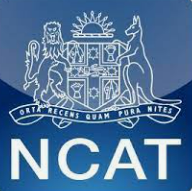 ORTA RECENS QUAM PURA NITES
NCAT